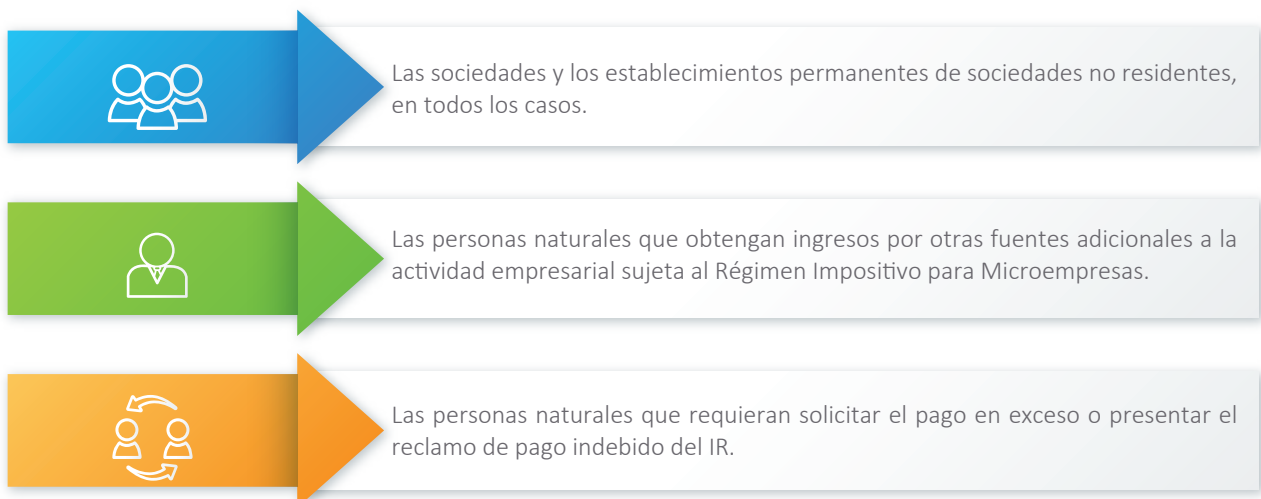 Las sociedades y los establecimientos permanentes de sociedades no residentes,
en todos los casos.
Las personas naturales que obtengan ingresos por otras fuentes adicionales a la
actividad empresarial sujeta al Régimen Impositivo para Microempresas.
Las personas naturales que requieran solicitar el pago en exceso o presentar el
reclamo de pago indebido del IR.